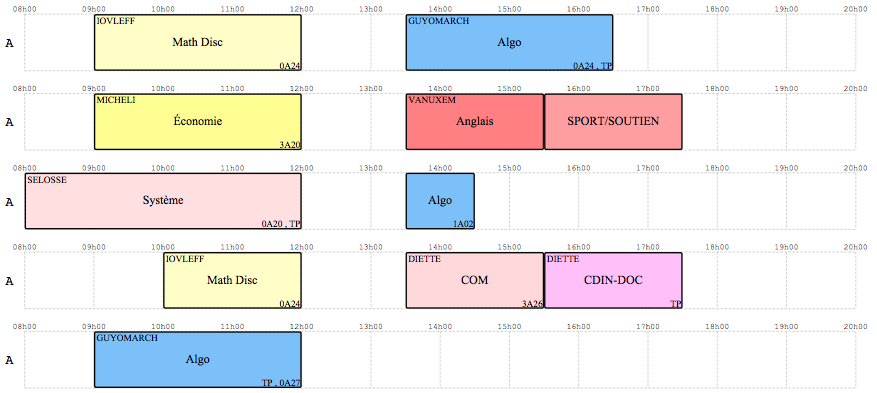 08h00 09h00 10h00 11h00 12h00 13h00 14h00 15h00 16h00 17h00 18h00 19h00 20h00
IOVLEFF GUYOMARCH
A Math Disc Algo
0A24 0A24 , TP
08h00 09h00 10h00 11h00 12h00 13h00 14h00 15h00 16h00 17h00 18h00 19h00 20h00
MICHELI VANUXEM
A Économie Anglais SPORT/SOUTIEN
3A20
08h00 09h00 10h00 11h00 12h00 13h00 14h00 15h00 16h00 17h00 18h00 19h00 20h00
SELOSSE
A Système Algo
0A20 , TP 1A02
08h00 09h00 10h00 11h00 12h00 13h00 14h00 15h00 16h00 17h00 18h00 19h00 20h00
IOVLEFF DIETTE DIETTE
A Math Disc COM CDIN-DOC
0A24 3A26 TP
08h00 09h00 10h00 11h00 12h00 13h00 14h00 15h00 16h00 17h00 18h00 19h00 20h00
GUYOMARCH
A Algo
TP , 0A27